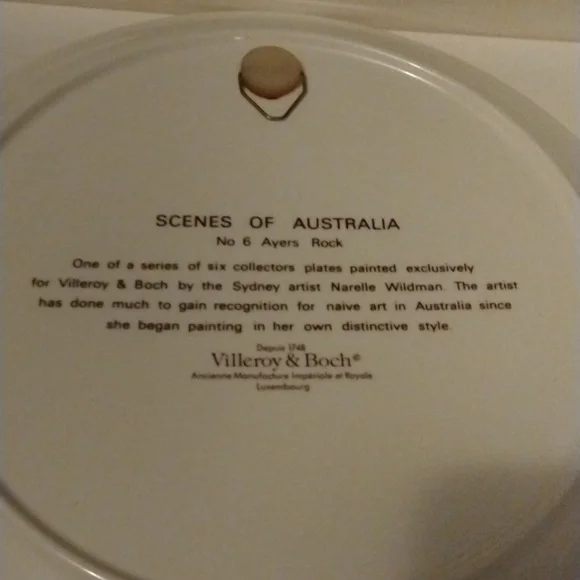 SCENES OF AUSTRALIA
No 6 Ayers Rock
One of a series of six collectors plates painted exclusively
for Villeroy & Boch by the Sydney artist Narelle Wildman. The artist
has done much to gain recognition for naive art in Australia since
she began painting in her own distinctive style.
Depuis 1748
Villeroy & Boch©
Ancienne Manufacture Impériale et Royale
Luxembourg